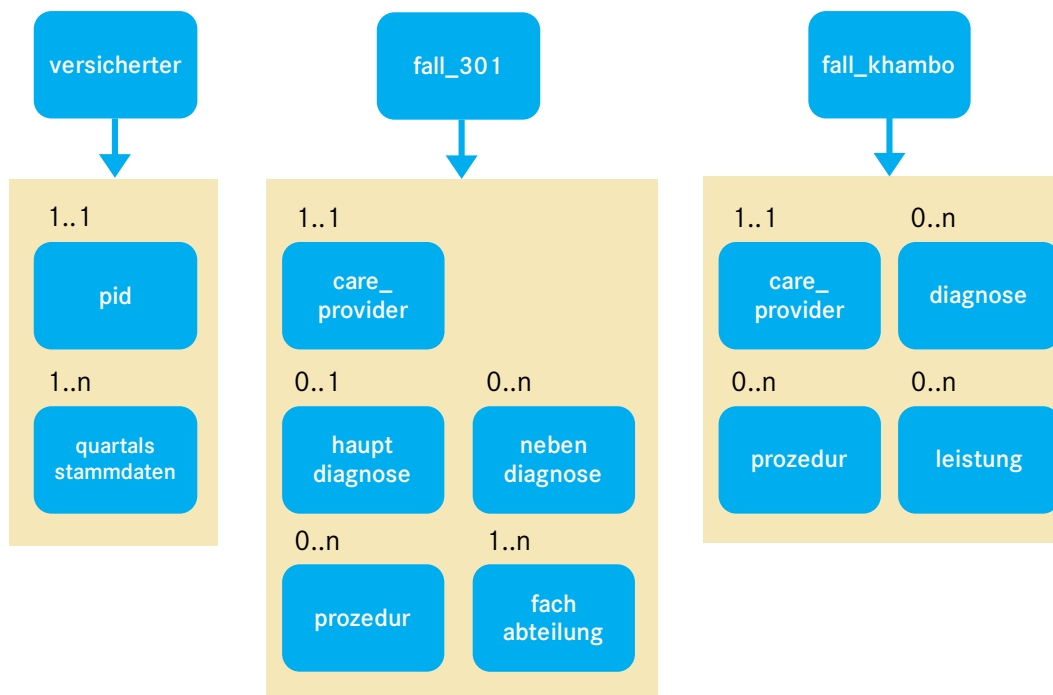 versicherter
fall_301
fall_khambo
1..1
pid
1..n
quartals
stammdaten
1..1
care_
provider
0..1
haupt
diagnose
0..n
neben
diagnose
0..n
prozedur
1..n
fach
abteilung
1..1
care_
provider
0..n
diagnose
0..n
prozedur
0..n
leistung